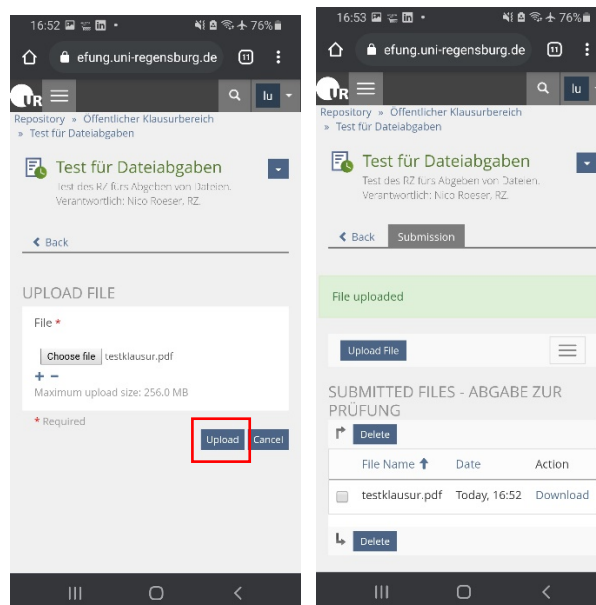 16:52 76%
efung.uni-regensburg.de 11
UR lu
Repository » Öffentlicher Klausurbereich
» Test für Dateiabgaben
Test für Dateiabgaben
Test des RZ fürs Abgeben von Dateien.
Verantwortlich: Nico Roeser, RZ.
Back
UPLOAD FILE
File *
Choose file testklausur.pdf
+ −
Maximum upload size: 256.0 MB
* Required
Upload Cancel
16:53 76%
efung.uni-regensburg.de 11
UR lu
Repository » Öffentlicher Klausurbereich
» Test für Dateiabgaben
Test für Dateiabgaben
Test des RZ fürs Abgeben von Dateien.
Verantwortlich: Nico Roeser, RZ.
Back Submission
File uploaded
Upload File
SUBMITTED FILES - ABGABE ZUR
PRÜFUNG
Delete
File Name Date Action
testklausur.pdf Today, 16:52 Download
Delete